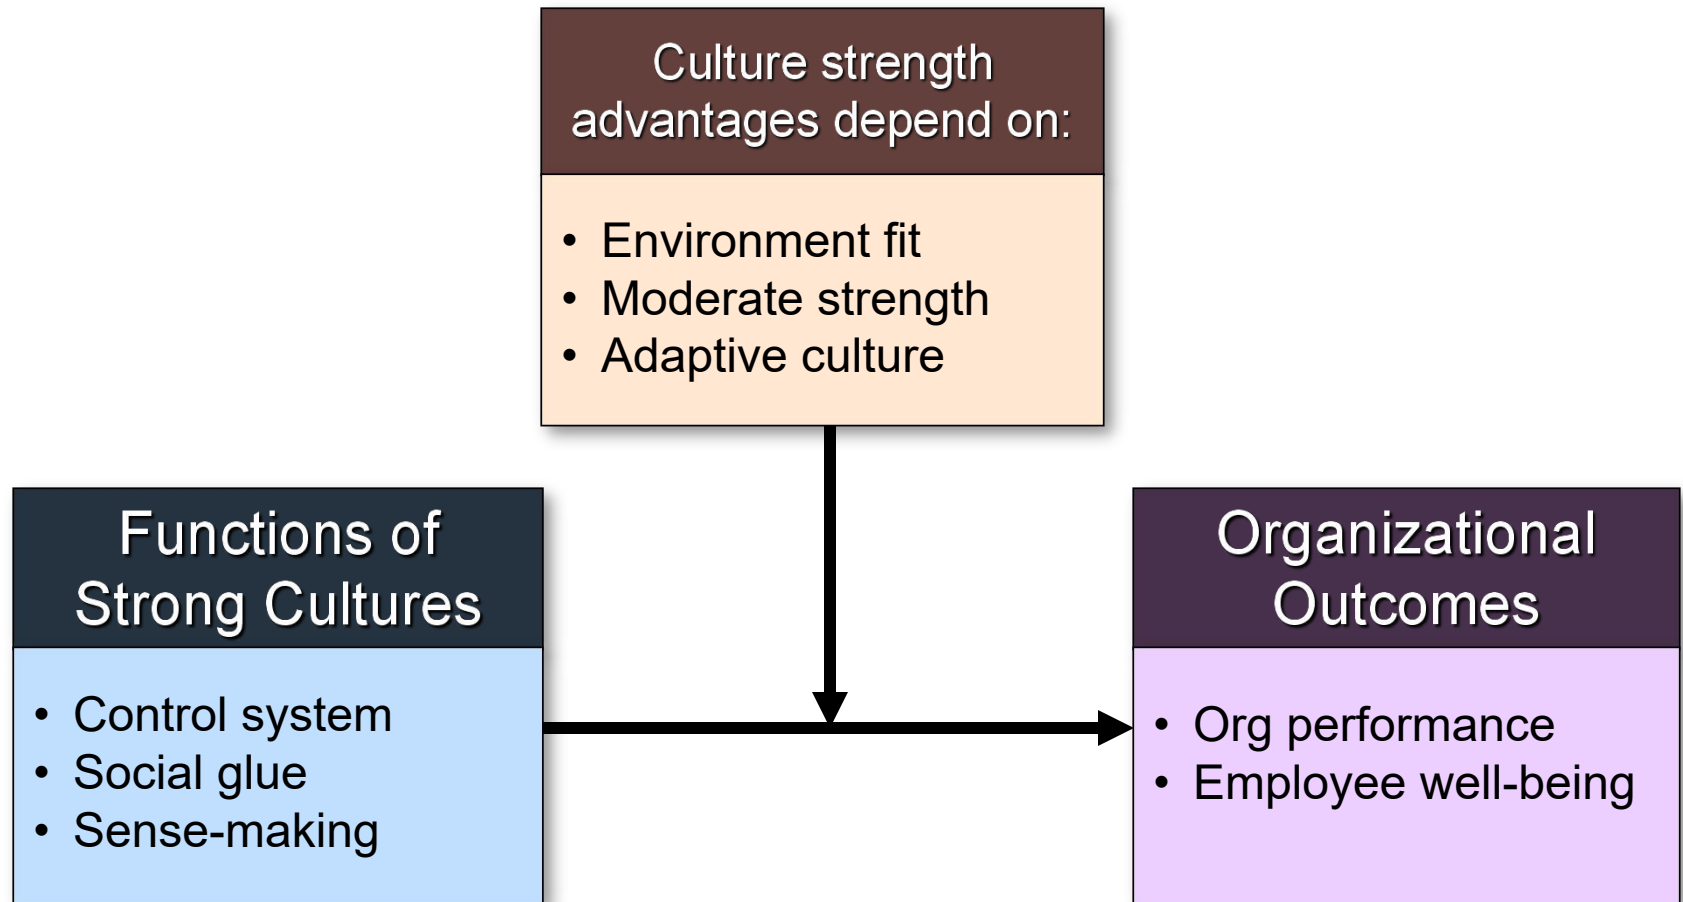 Culture strength
advantages depend on:
• Environment fit
• Moderate strength
• Adaptive culture
Functions of
Strong Cultures
• Control system
• Social glue
• Sense-making
Organizational
Outcomes
• Org performance
• Employee well-being